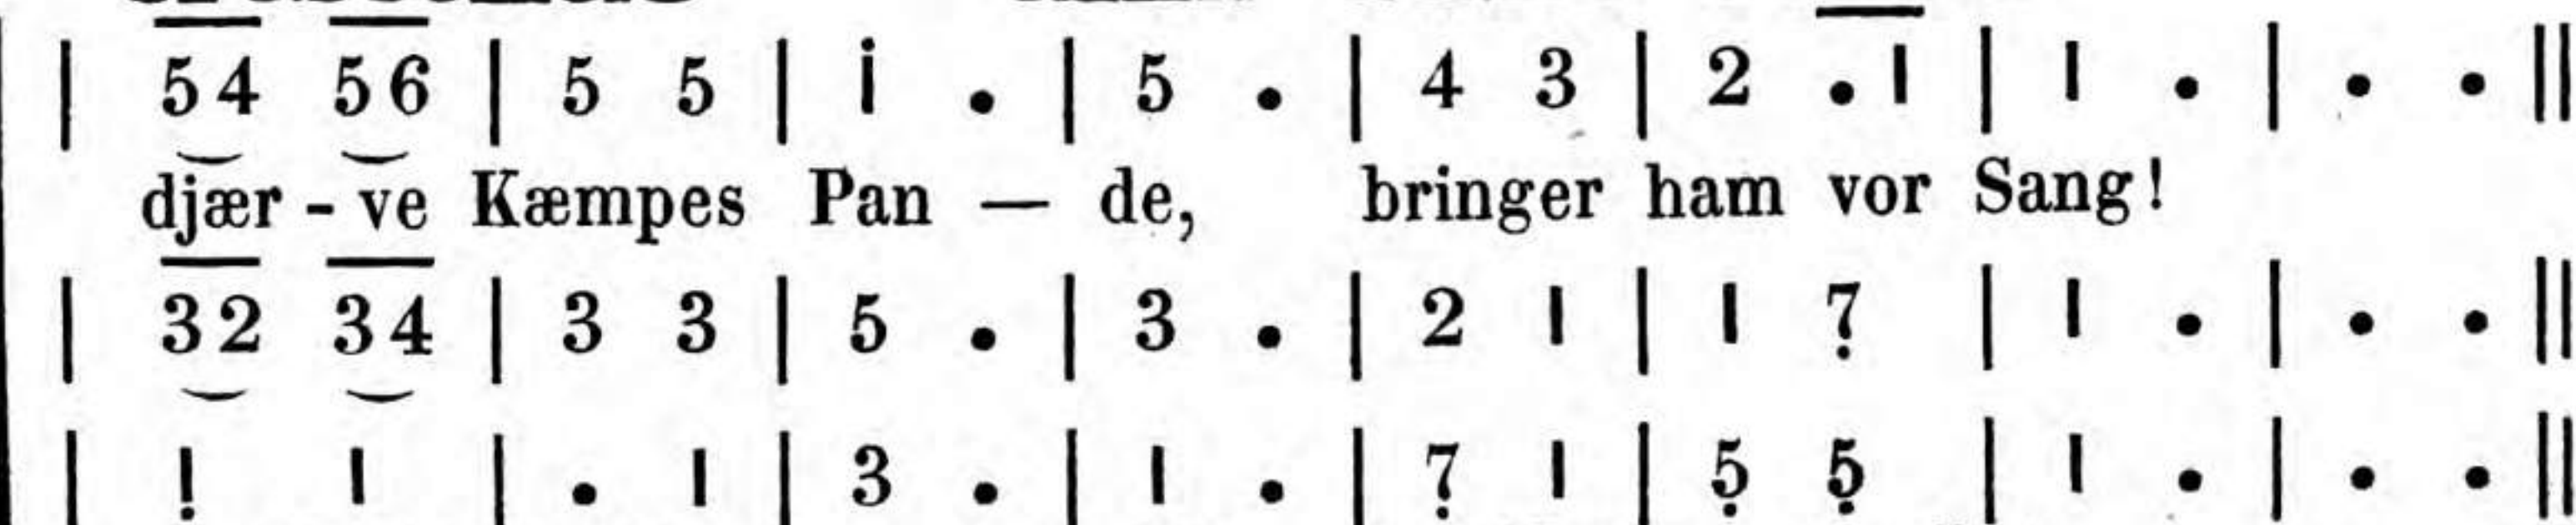 | 54 56 | 5 5 | i • | 5 • | 4 3 | 2 •1 | 1 • | • • ||
djær - ve Kæmpes Pan — de, bringer ham vor Sang!
| 32 34 | 3 3 | 5 • | 3 • | 2 1 | 1 7̣ | 1 • | • • ||
| 1̣ 1 | • 1 | 3 • | 1 • | 7̣ 1 | 5̣ 5̣ | 1 • | • • ||